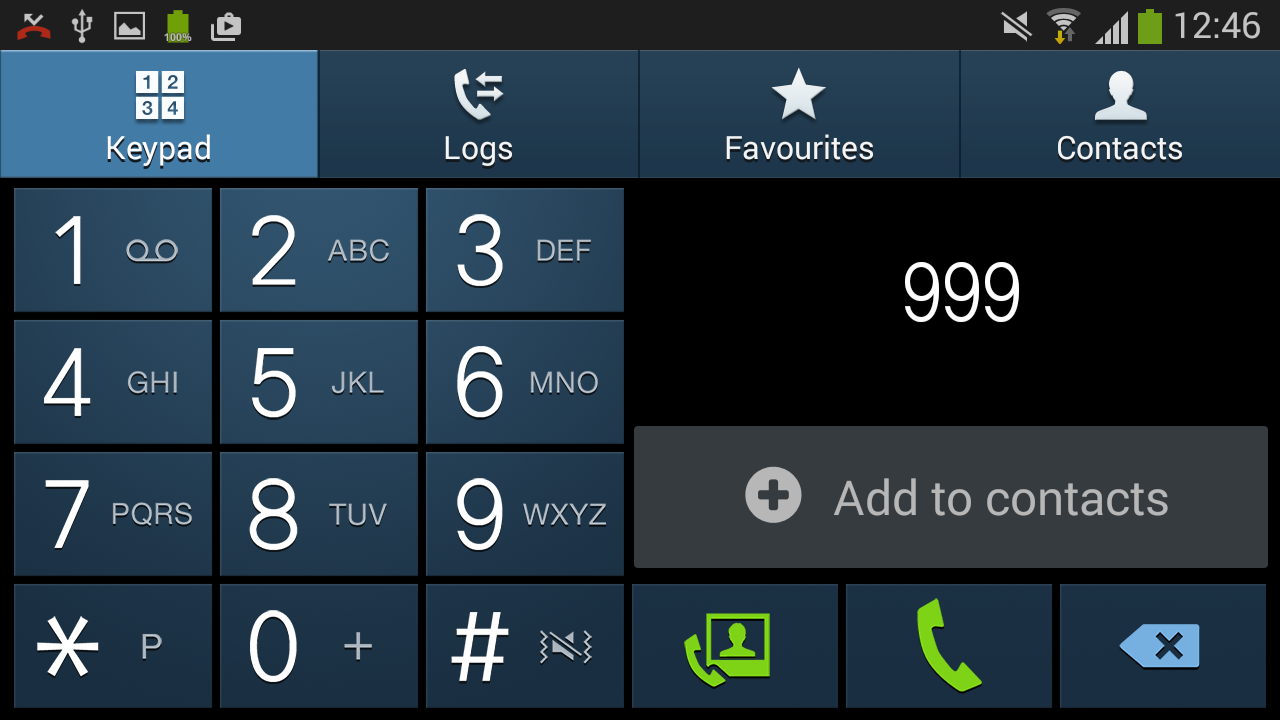 100%
12:46
1 2
3 4
Keypad
Logs
Favourites
Contacts
1
2 ABC
3 DEF
999
4 GHI
5 JKL
6 MNO
Add to contacts
7 PQRS
8 TUV
9 WXYZ
* P
0 +
#